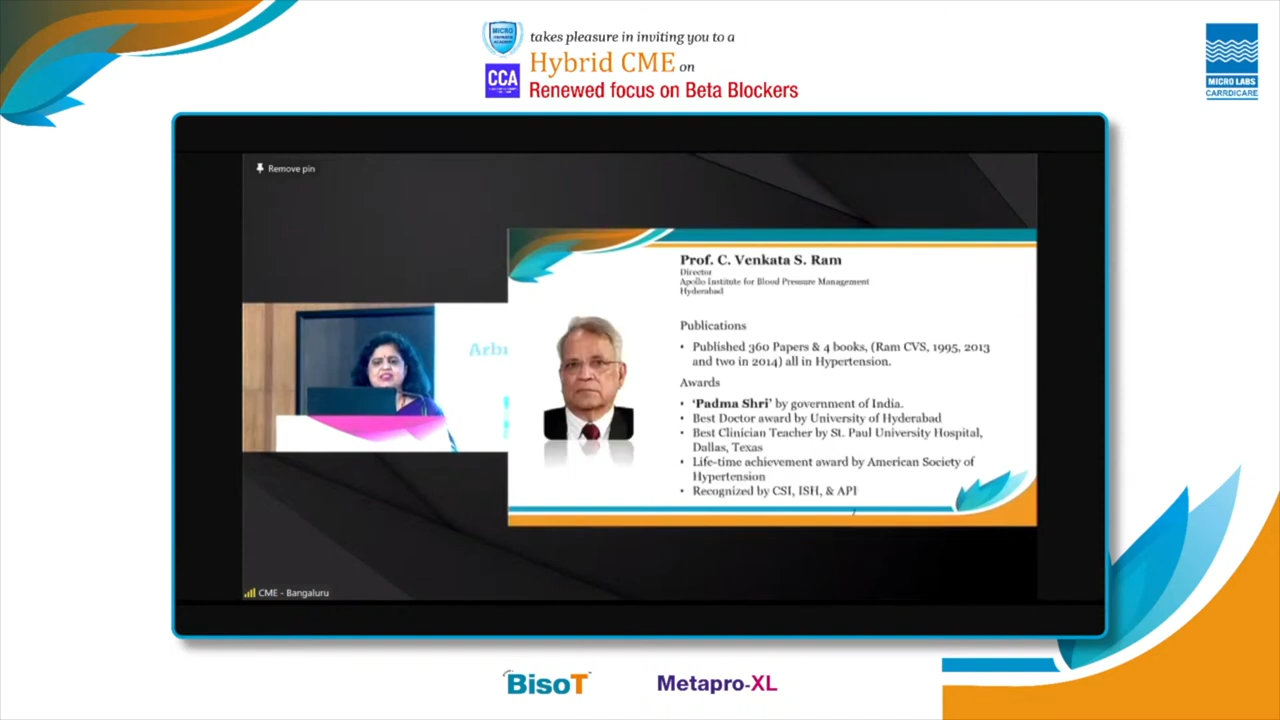 MICRO
takes pleasure in inviting you to a
Hybrid CME on
CCA
Renewed focus on Beta Blockers
MICRO LABS
CARRDICARE
Remove pin
Prof. C. Venkata S. Ram
Director
Apollo Institute for Blood Pressure Management
Hyderabad
Publications
• Published 360 Papers & 4 books, (Ram CVS, 1995, 2013
and two in 2014) all in Hypertension.
Awards
• ‘Padma Shri’ by government of India.
• Best Doctor award by University of Hyderabad
• Best Clinician Teacher by St. Paul University Hospital,
Dallas, Texas
• Life-time achievement award by American Society of
Hypertension
• Recognized by CSI, ISH, & API
7
Arb
CME - Bangaluru
BisoT
Metapro-XL